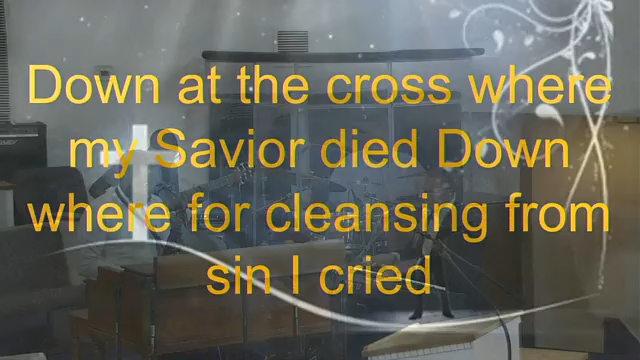 Down at the cross where
my Savior died Down
where for cleansing from
sin I cried